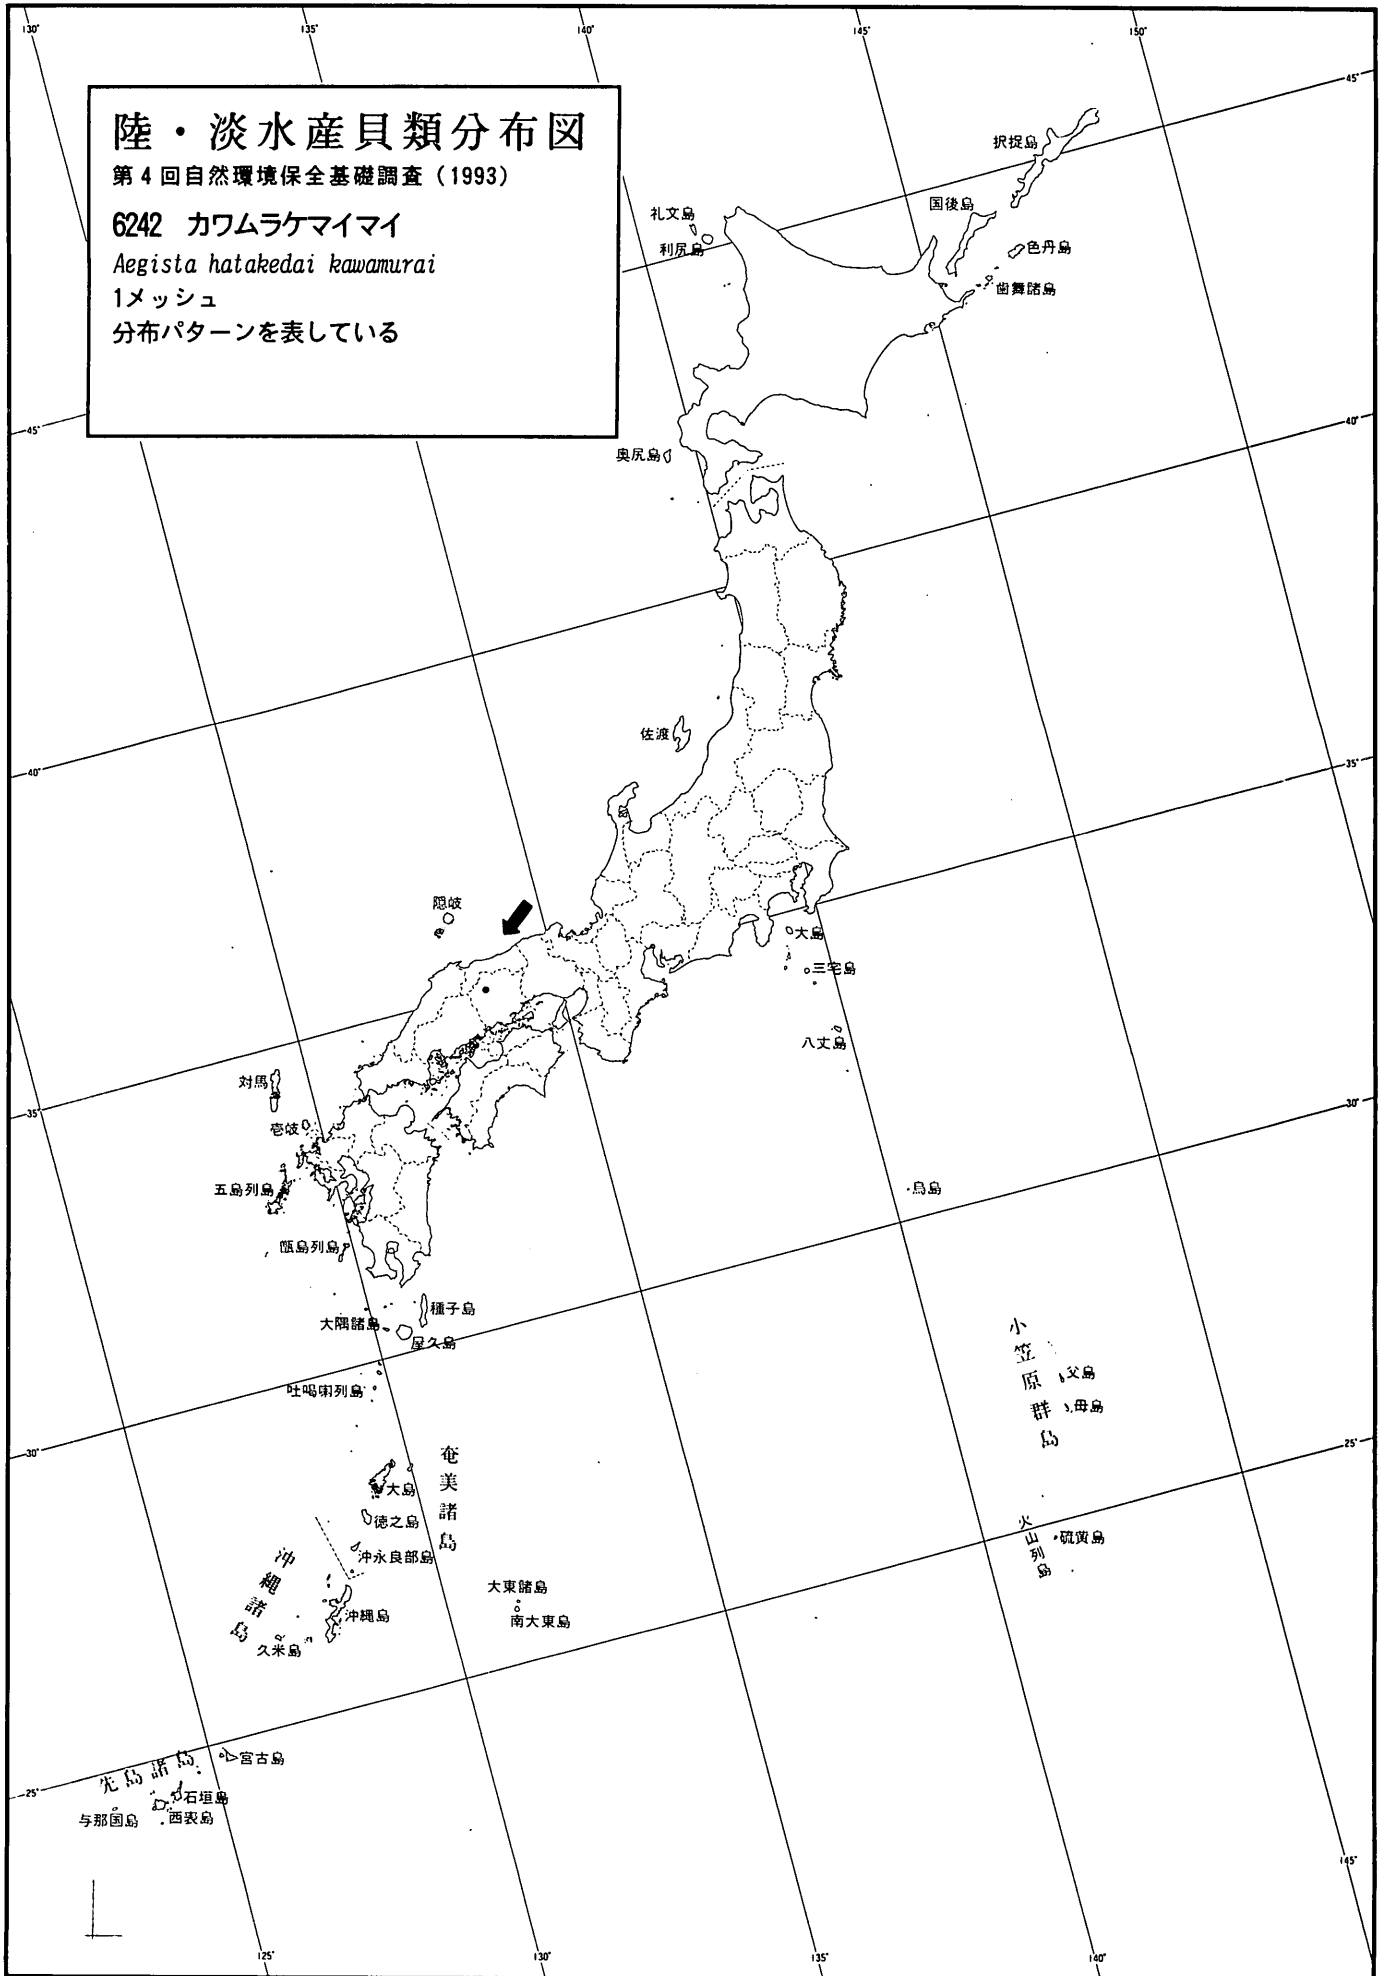 130°
135°
140°
145°
150°
陸・淡水産貝類分布図
第4回自然環境保全基礎調査(1993)
6242 カワムラケマイマイ
Aegista hatakedai kawamurai
1メッシュ
分布パターンを表している
45°
択捉島
礼文島
国後島
利尻島
色丹島
歯舞諸島
40°
45°
奥尻島
佐渡
35°
40°
隠岐
大島
三宅島
八丈島
対馬
35°
30°
壱岐
五島列島
鳥島
甑島列島
種子島
大隅諸島
屋久島
小笠原群島
父島
吐噶喇列島
母島
30°
25°
奄美諸島
大島
徳之島
火山列島
硫黄島
沖永良部島
沖縄諸島
大東諸島
沖縄島
南大東島
久米島
先島諸島
宮古島
25°
石垣島
与那国島
西表島
145°
125°
130°
135°
140°